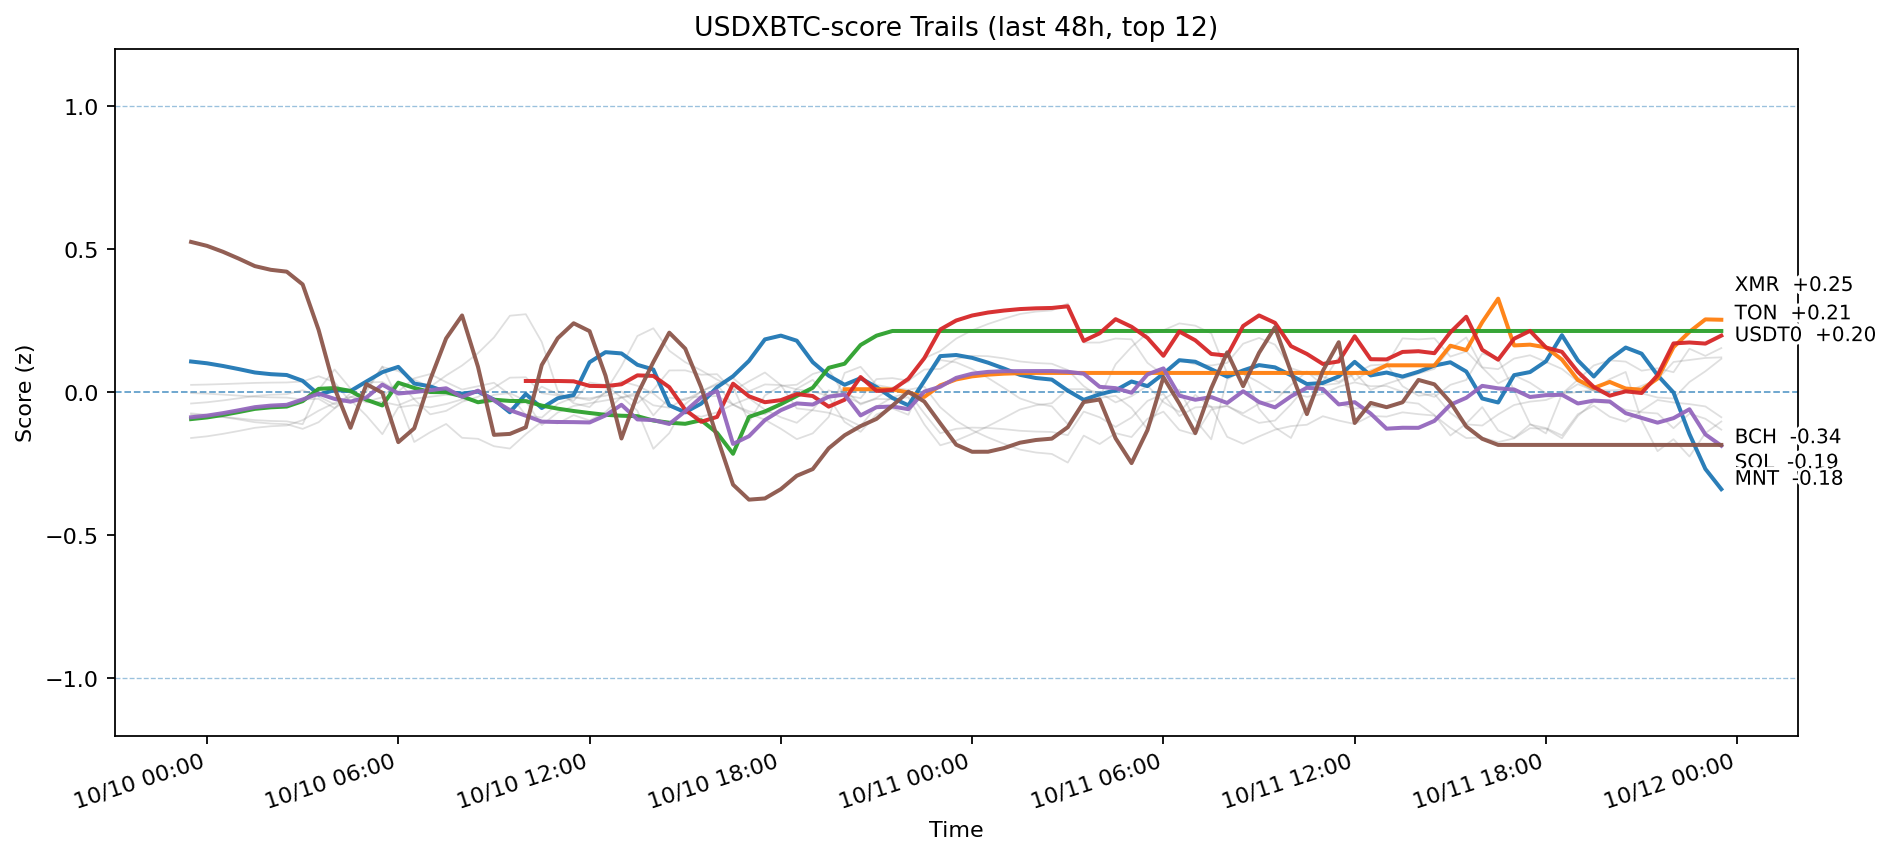 USDXBTC-score Trails (last 48h, top 12)
Score (z)
1.0
0.5
0.0
−0.5
−1.0
XMR +0.25
TON +0.21
USDT0 +0.20
BCH -0.34
SOL -0.19
MNT -0.18
10/10 00:00
10/10 06:00
10/10 12:00
10/10 18:00
10/11 00:00
10/11 06:00
10/11 12:00
10/11 18:00
10/12 00:00
Time